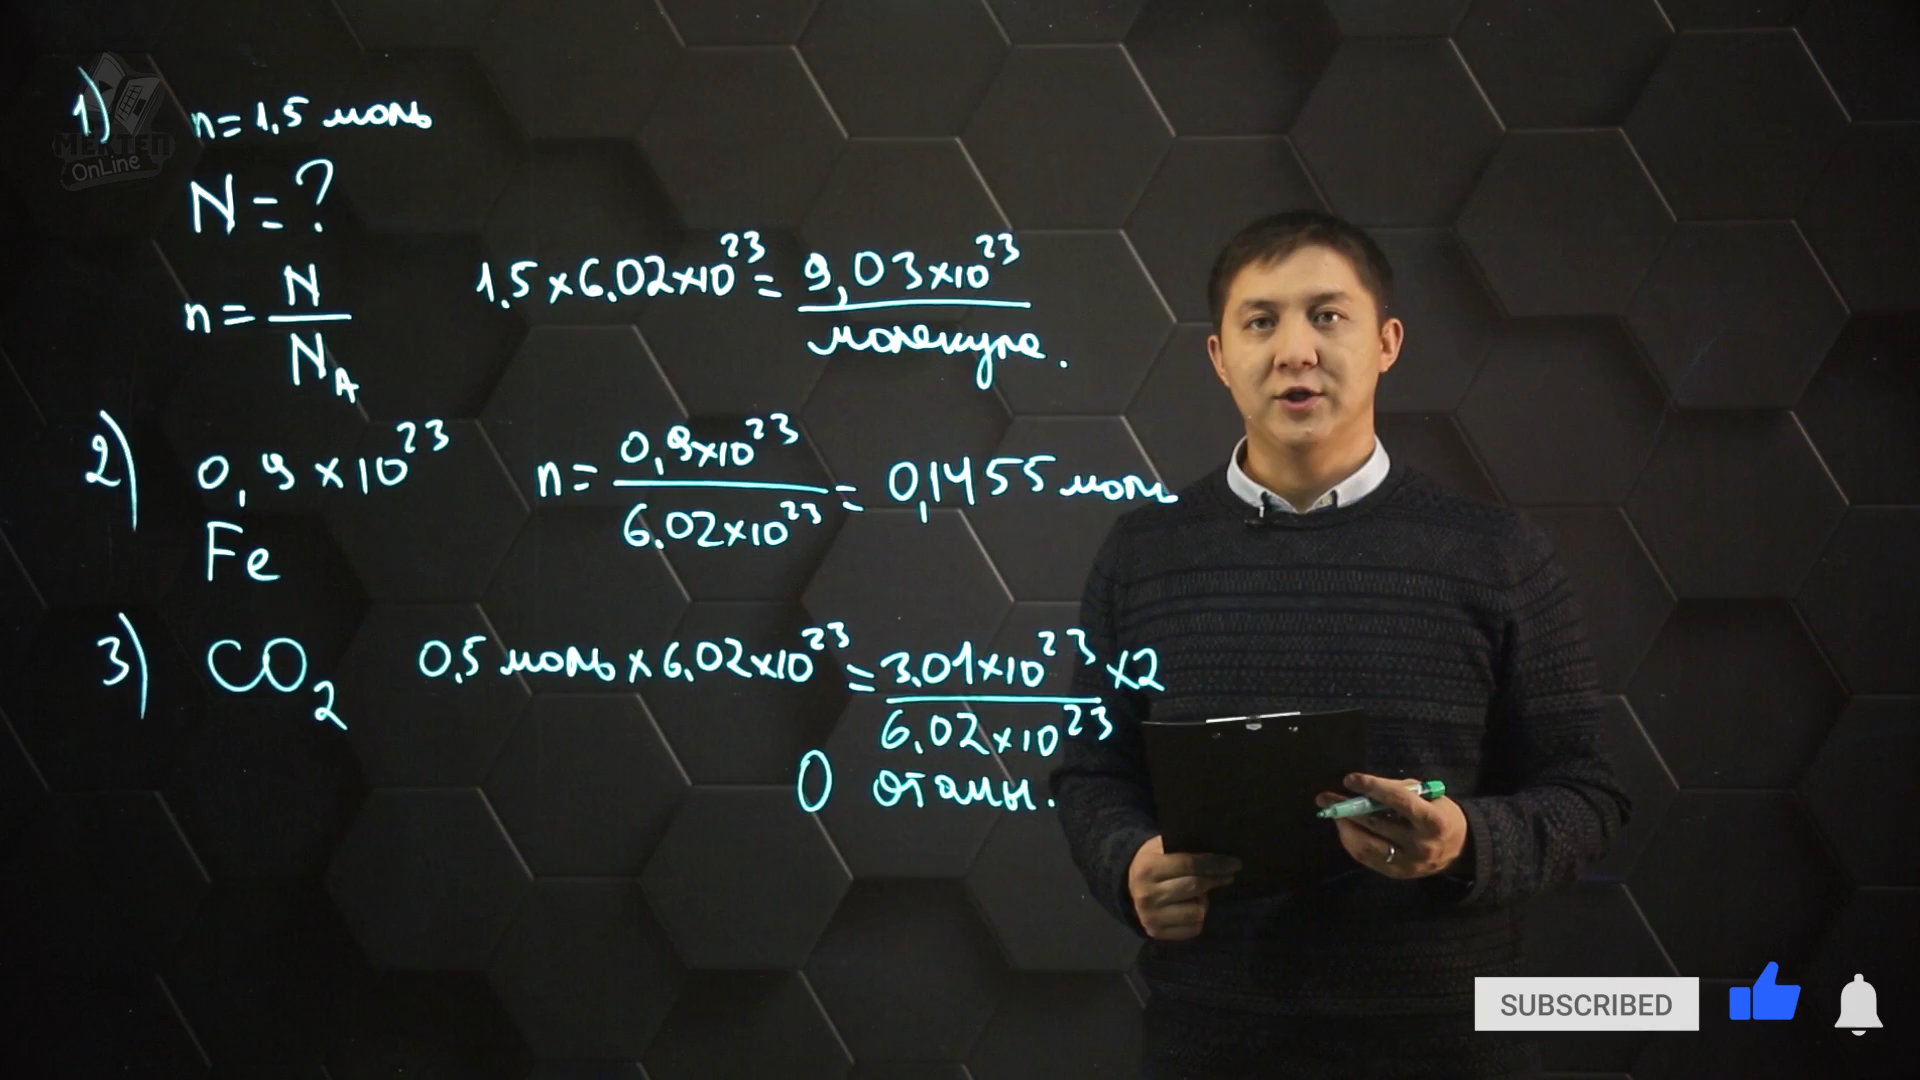 МЕКТЕП
OnLine
1) n = 1,5 моль
N = ?
n = N / N_A
1.5 × 6.02 × 10²³ = 9,03 × 10²³
молекула.
2) 0,9 × 10²³
Fe
n = 0,9×10²³ / 6.02×10²³ = 0,1455 моль
3) CO₂
0,5 моль × 6.02 × 10²³ = 3.01×10²³ × 2
6.02×10²³
O атомы.
SUBSCRIBED